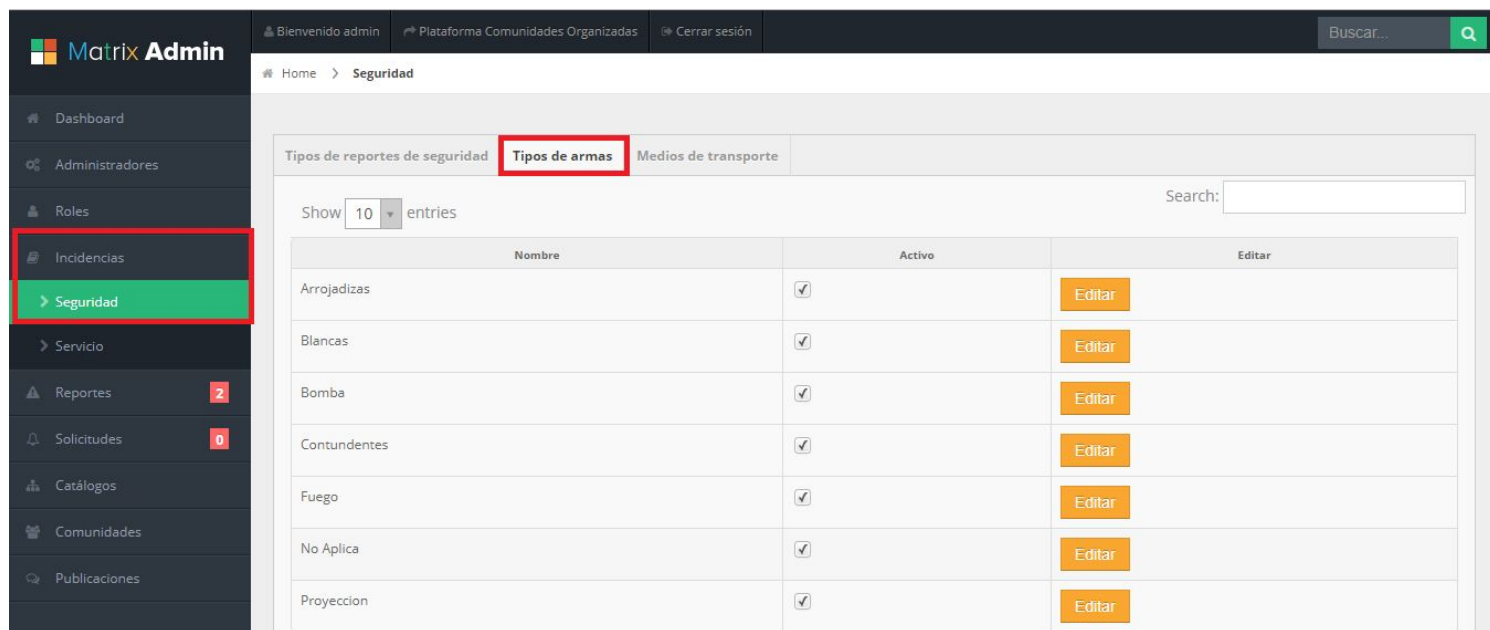 Matrix Admin
Bienvenido admin Plataforma Comunidades Organizadas Cerrar sesión Buscar...
Home > Seguridad
Dashboard
Administradores
Roles
Incidencias
Seguridad
Servicio
Reportes 2
Solicitudes 0
Catálogos
Comunidades
Publicaciones
Tipos de reportes de seguridad Tipos de armas Medios de transporte
Show 10 entries Search:
Nombre Activo Editar
Arrojadizas Editar
Blancas Editar
Bomba Editar
Contundentes Editar
Fuego Editar
No Aplica Editar
Proyeccion Editar